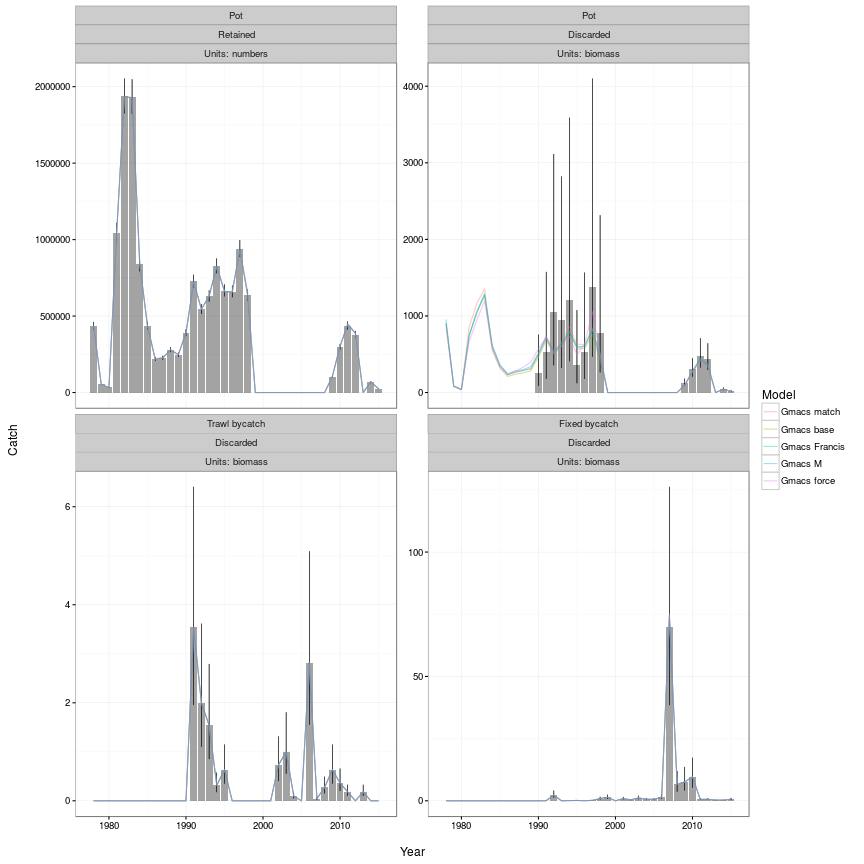 Pot
Retained
Units: numbers
Pot
Discarded
Units: biomass
2000000
1500000
1000000
500000
0
4000
3000
2000
1000
0
Trawl bycatch
Discarded
Units: biomass
Fixed bycatch
Discarded
Units: biomass
6
4
2
0
100
50
0
1980
1990
2000
2010
1980
1990
2000
2010
Catch
Year
Model
Gmacs match
Gmacs base
Gmacs Francis
Gmacs M
Gmacs force